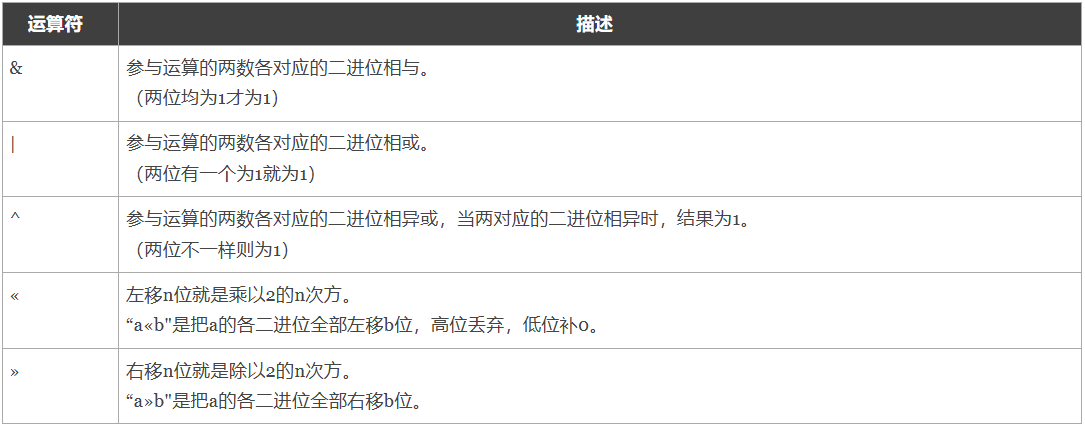 运算符 描述
& 参与运算的两数各对应的二进位相与。
（两位均为1才为1）
| 参与运算的两数各对应的二进位相或。
（两位有一个为1就为1）
^ 参与运算的两数各对应的二进位相异或，当两对应的二进位相异时，结果为1。
（两位不一样则为1）
« 左移n位就是乘以2的n次方。
“a«b"是把a的各二进位全部左移b位，高位丢弃，低位补0。
» 右移n位就是除以2的n次方。
“a»b"是把a的各二进位全部右移b位。